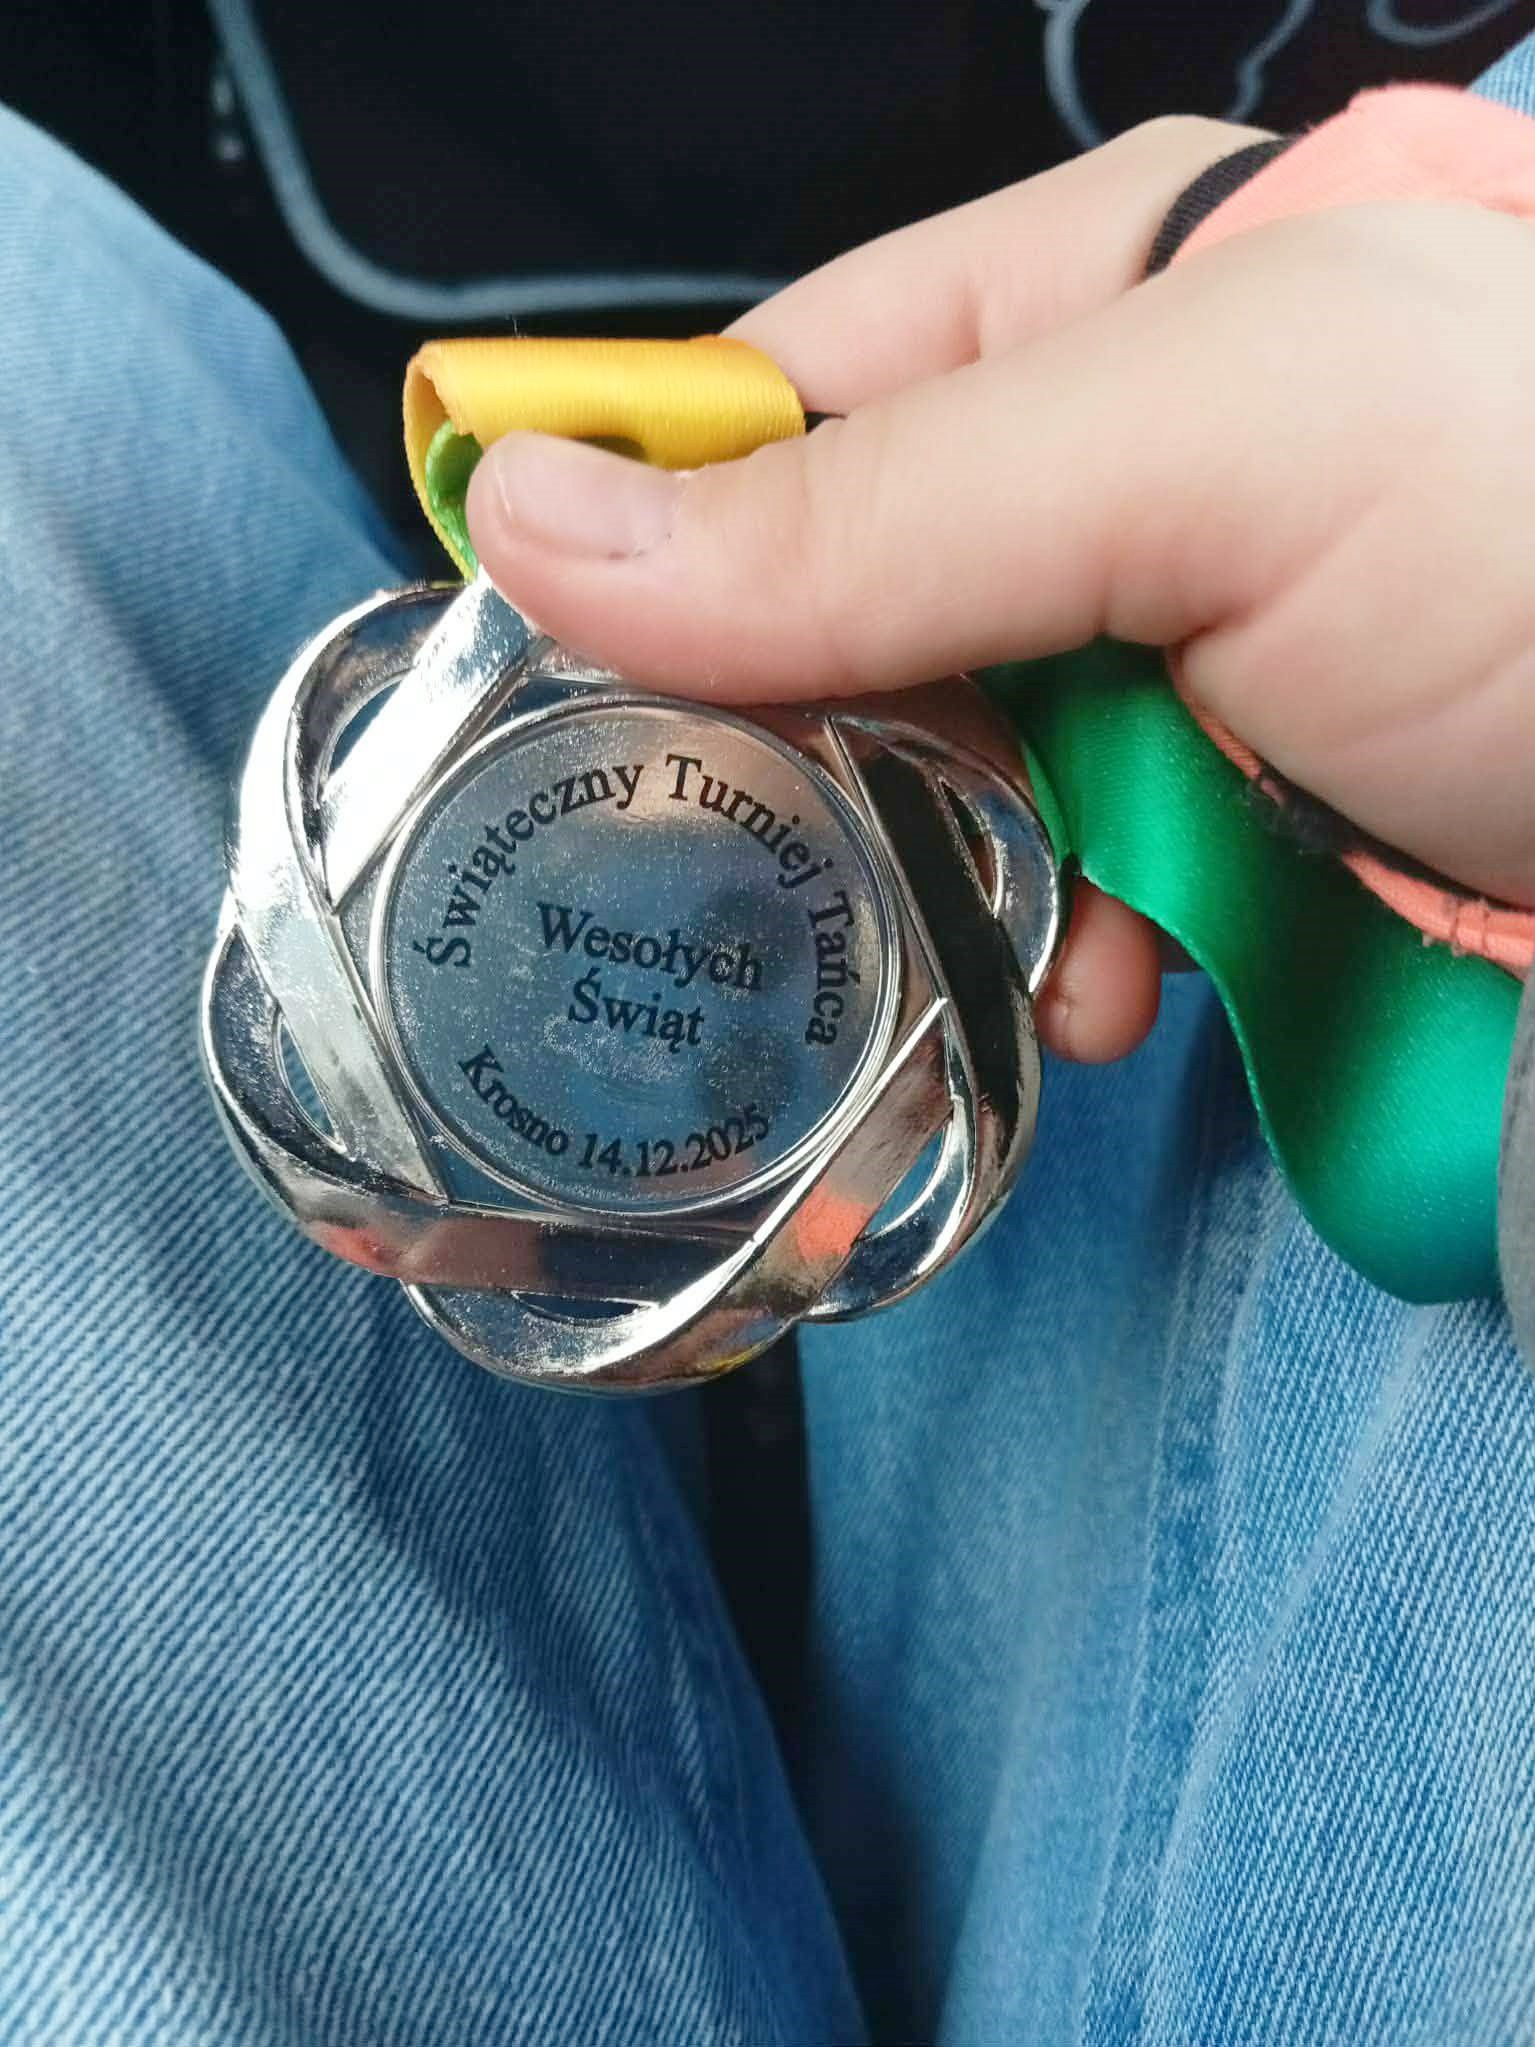 Świąteczny Turniej Tańca
Wesołych
Świąt
Krosno 14.12.2025